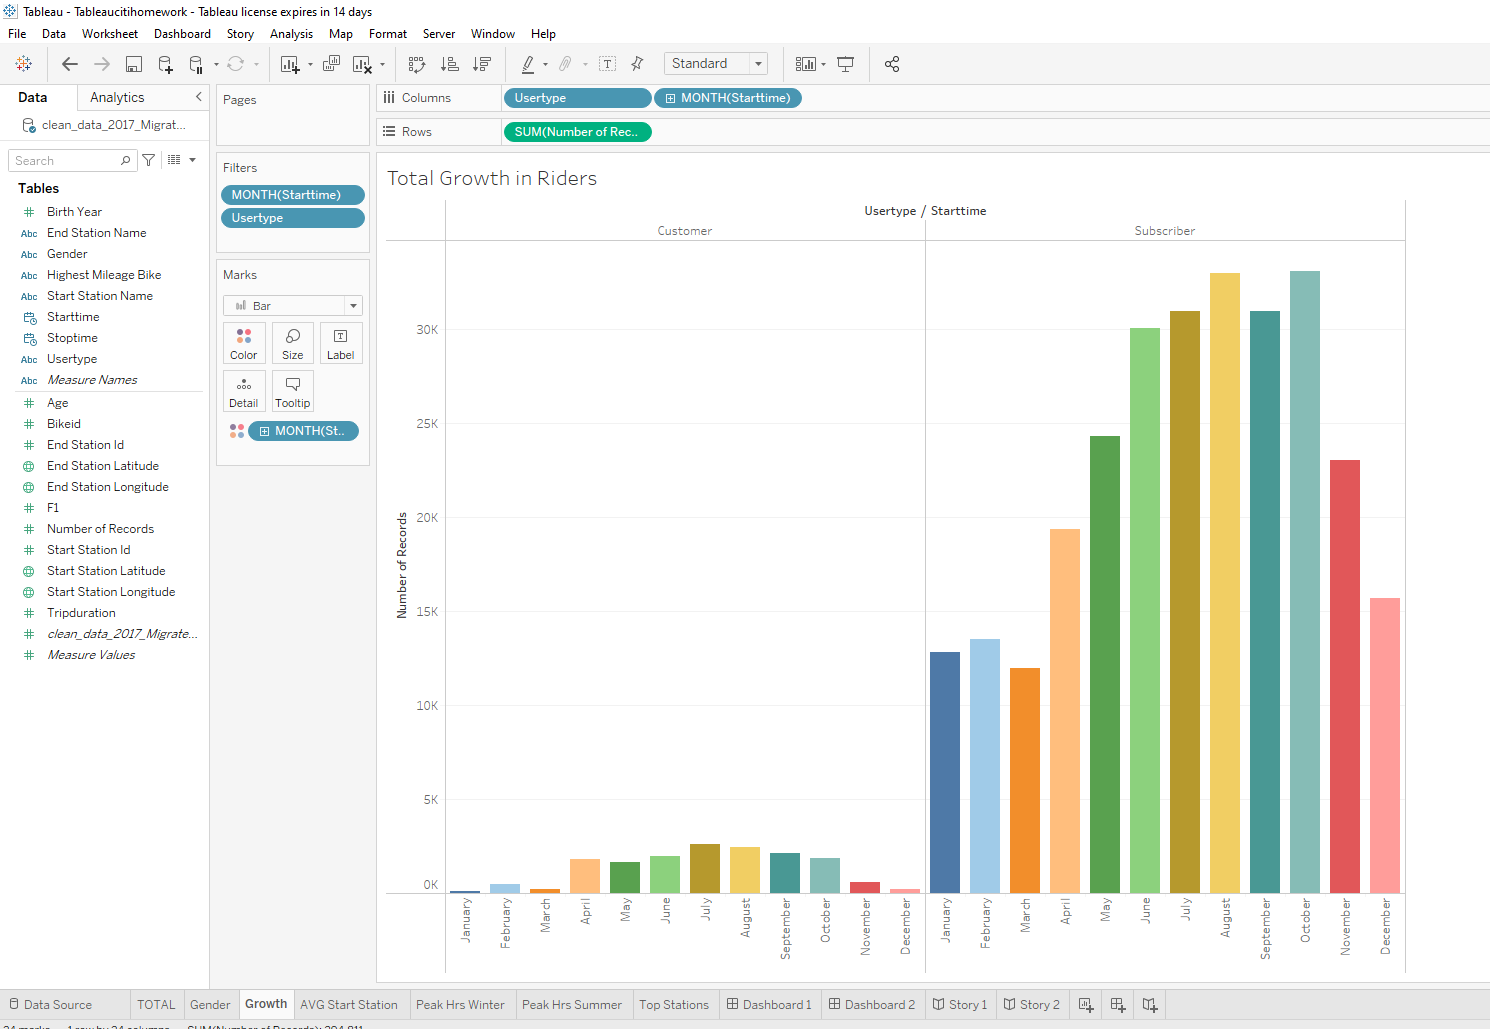 Tableau - Tableaucitihomework - Tableau license expires in 14 days
File Data Worksheet Dashboard Story Analysis Map Format Server Window Help
Standard
Data Analytics
clean_data_2017_Migrat...
Search
Tables
# Birth Year
Abc End Station Name
Abc Gender
Abc Highest Mileage Bike
Abc Start Station Name
Starttime
Stoptime
Abc Usertype
Abc Measure Names
# Age
# Bikeid
# End Station Id
End Station Latitude
End Station Longitude
# F1
# Number of Records
# Start Station Id
Start Station Latitude
Start Station Longitude
# Tripduration
# clean_data_2017_Migrate...
# Measure Values
Pages
Filters
MONTH(Starttime)
Usertype
Marks
Bar
Color Size Label
Detail Tooltip
MONTH(St..
Columns Usertype MONTH(Starttime)
Rows SUM(Number of Rec..
Total Growth in Riders
Usertype / Starttime
Customer Subscriber
Number of Records
30K
25K
20K
15K
10K
5K
0K
January February March April May June July August September October November December January February March April May June July August September October November December
Data Source TOTAL Gender Growth AVG Start Station Peak Hrs Winter Peak Hrs Summer Top Stations Dashboard 1 Dashboard 2 Story 1 Story 2